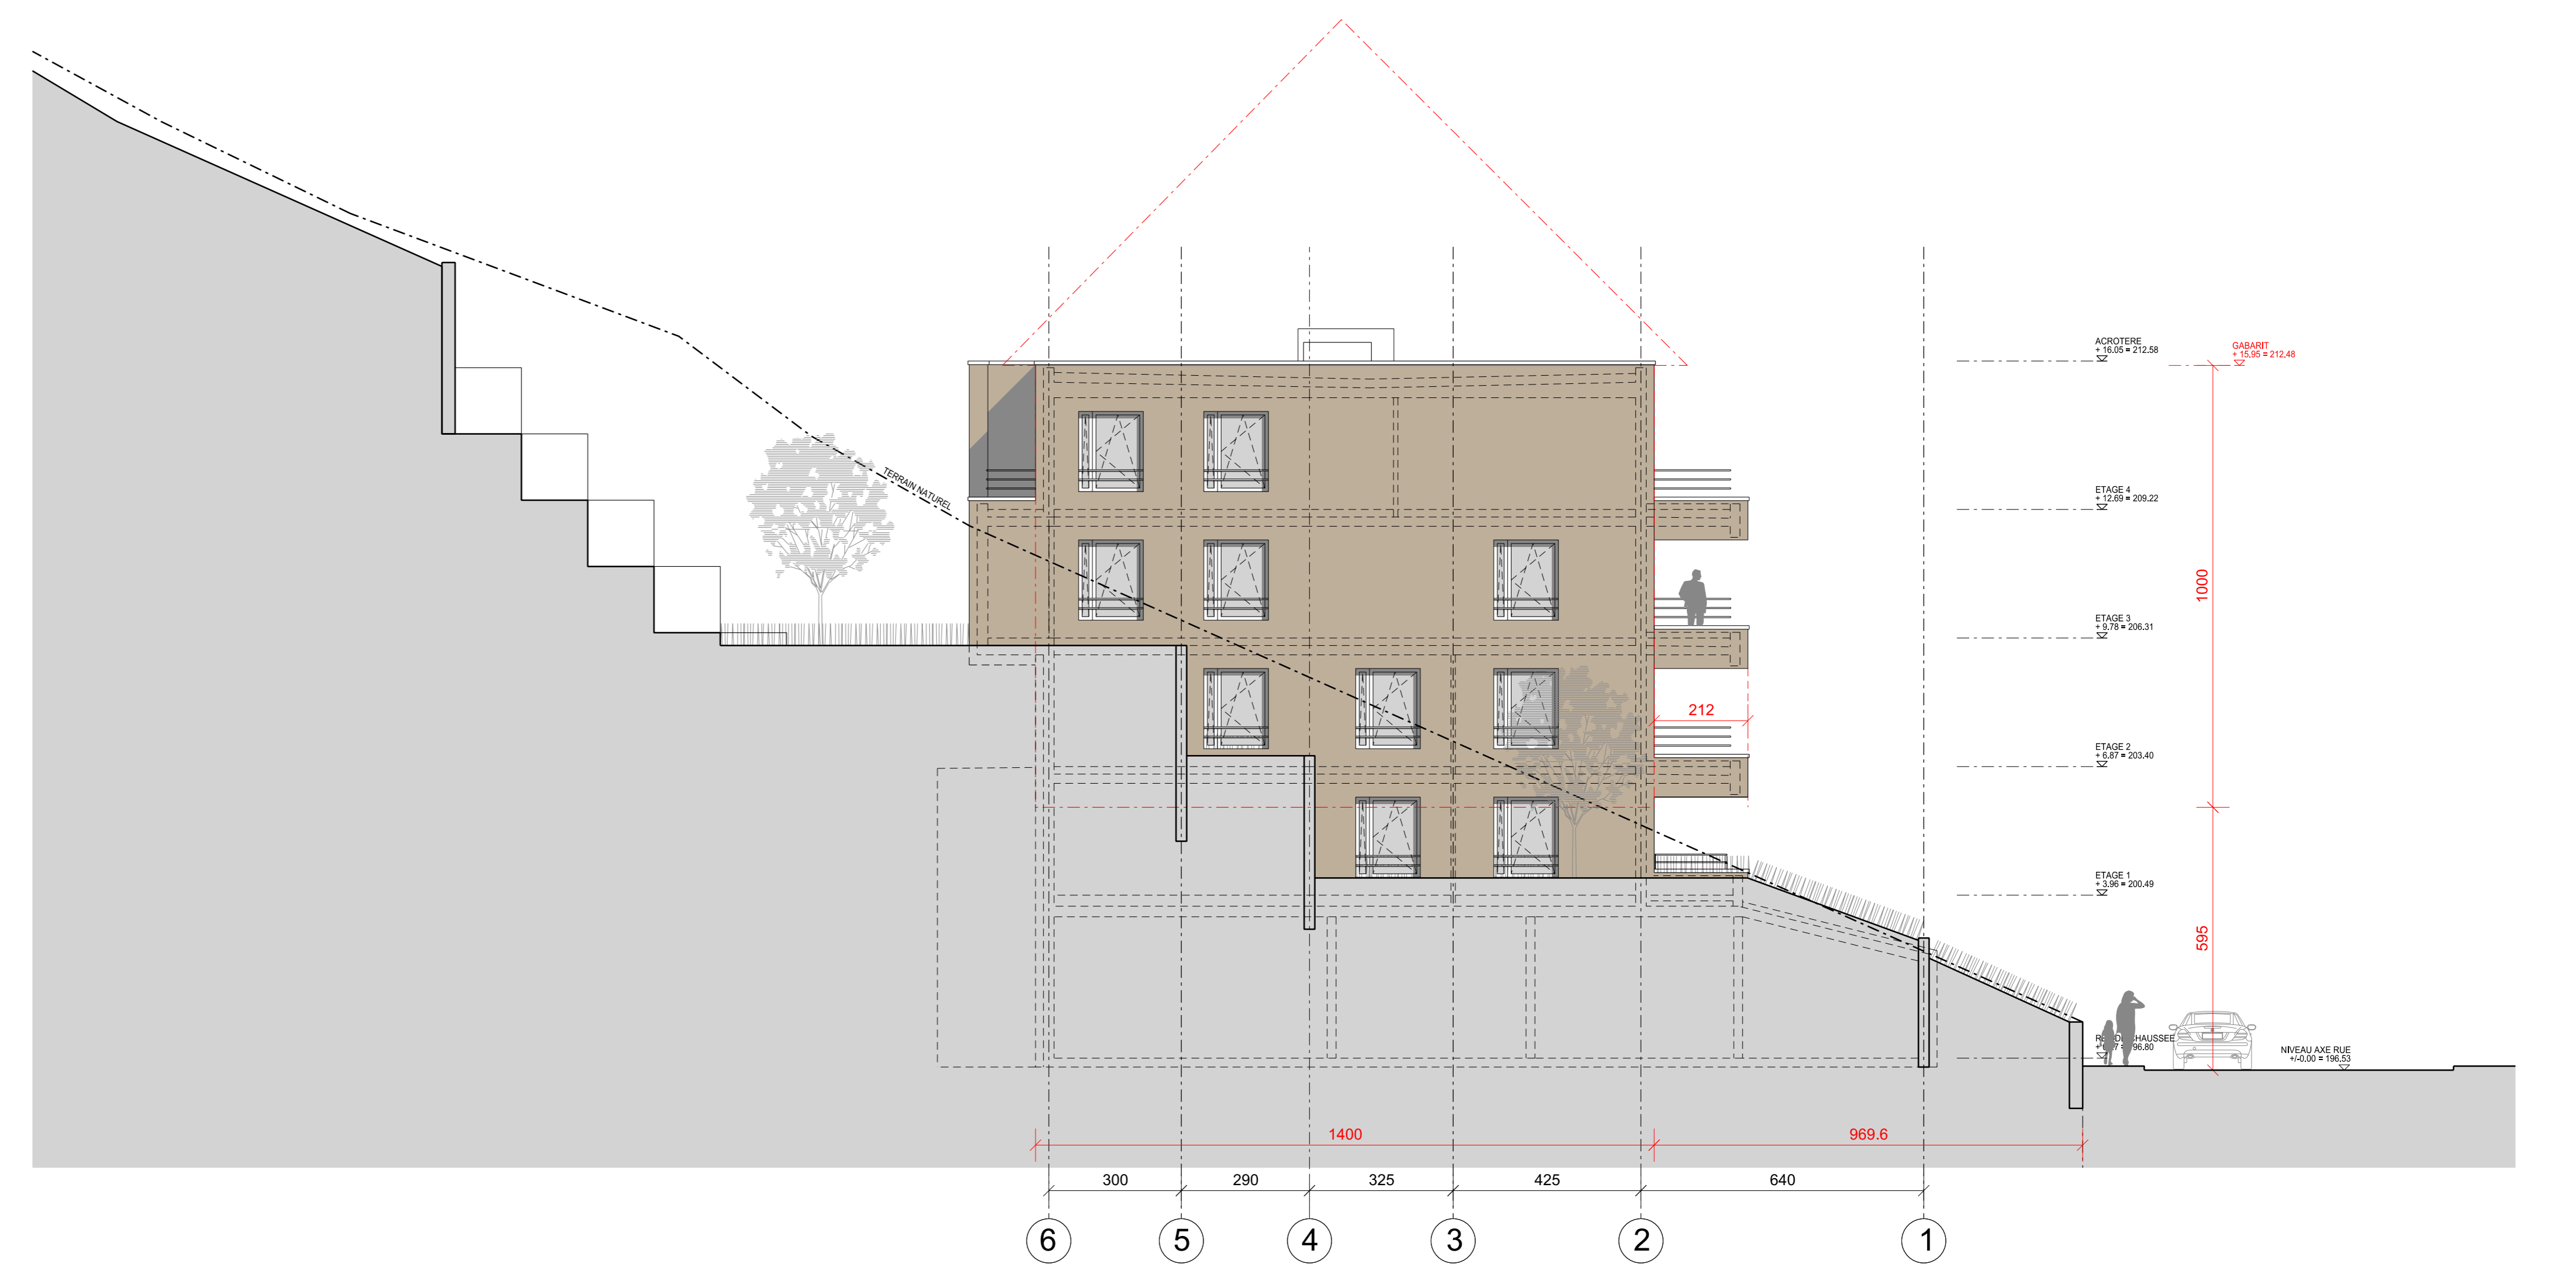 ACROTERE
+ 16.05 = 212.58
GABARIT
+ 15,95 = 212,48
TERRAIN NATUREL
ETAGE 4
+ 12.69 = 209.22
1000
ETAGE 3
+ 9.78 = 206.31
212
ETAGE 2
+ 6.87 = 203.40
ETAGE 1
+ 3.96 = 200.49
595
NIVEAU AXE RUE
+/-0.00 = 196.53
1400
969.6
300
290
325
425
640
6
5
4
3
2
1